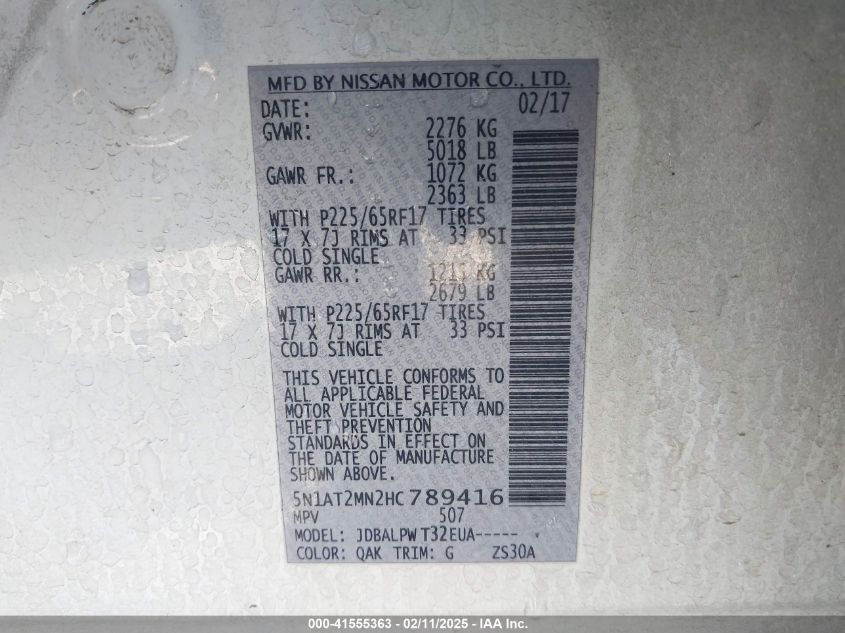 MFD BY NISSAN MOTOR CO., LTD.
DATE: 02/17
GVWR: 2276 KG
5018 LB
GAWR FR.: 1072 KG
2363 LB
WITH P225/65RF17 TIRES
17 X 7J RIMS AT 33 PSI
COLD SINGLE
GAWR RR.: 1215 KG
2679 LB
WITH P225/65RF17 TIRES
17 X 7J RIMS AT 33 PSI
COLD SINGLE
THIS VEHICLE CONFORMS TO
ALL APPLICABLE FEDERAL
MOTOR VEHICLE SAFETY AND
THEFT PREVENTION
STANDARDS IN EFFECT ON
THE DATE OF MANUFACTURE
SHOWN ABOVE.
5N1AT2MN2HC789416
MPV 507
MODEL: JDBALPWT32EUA-----
COLOR: QAK TRIM: G ZS30A
000-41555363 - 02/11/2025 - IAA Inc.